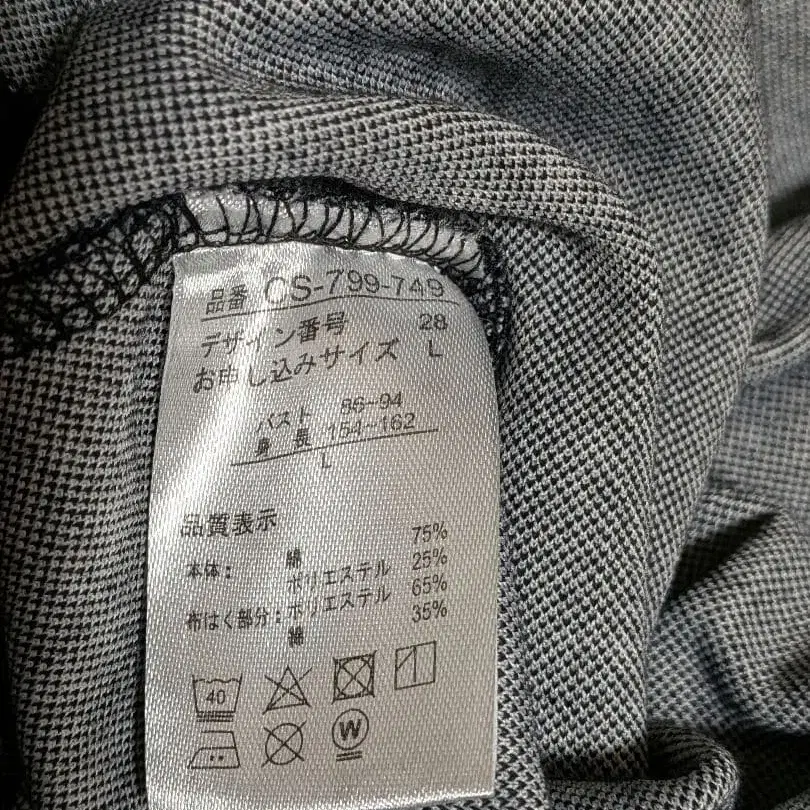 品番 CS-799-749
デザイン番号 28
お申し込みサイズ L
バスト 86~94
身長 154~162
L
品質表示
本体: 綿 75%
ポリエステル 25%
布はく部分: ポリエステル 65%
綿 35%
40
W